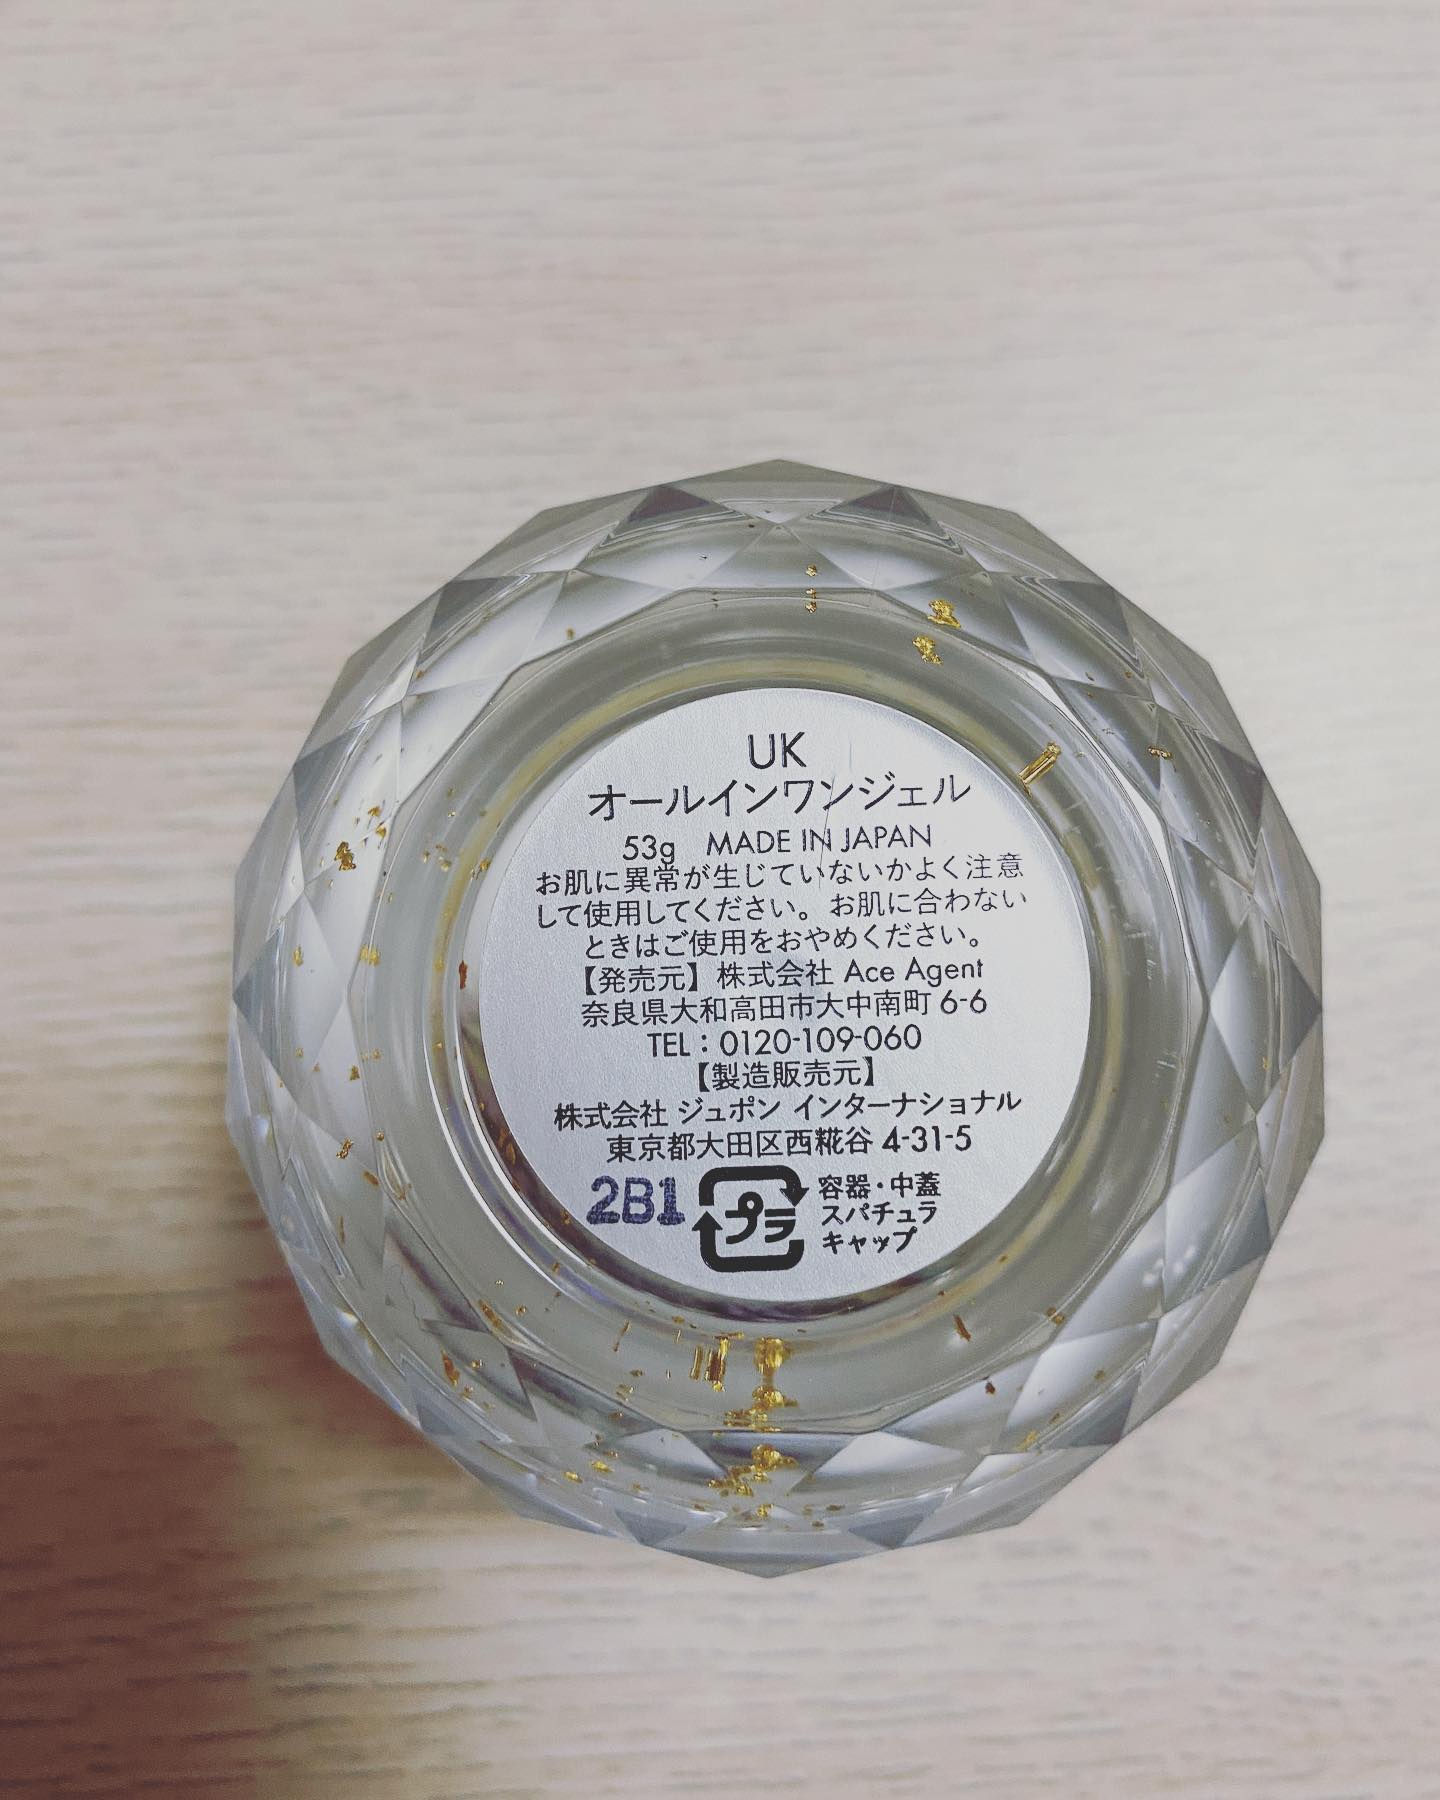 UK
オールインワンジェル
53g MADE IN JAPAN
お肌に異常が生じていないかよく注意
して使用してください。お肌に合わない
ときはご使用をおやめください。
【発売元】株式会社 Ace Agent
奈良県大和高田市大中南町 6-6
TEL：0120-109-060
【製造販売元】
株式会社 ジュポン インターナショナル
東京都大田区西糀谷 4-31-5
2B1
プラ
容器・中蓋
スパチュラ
キャップ